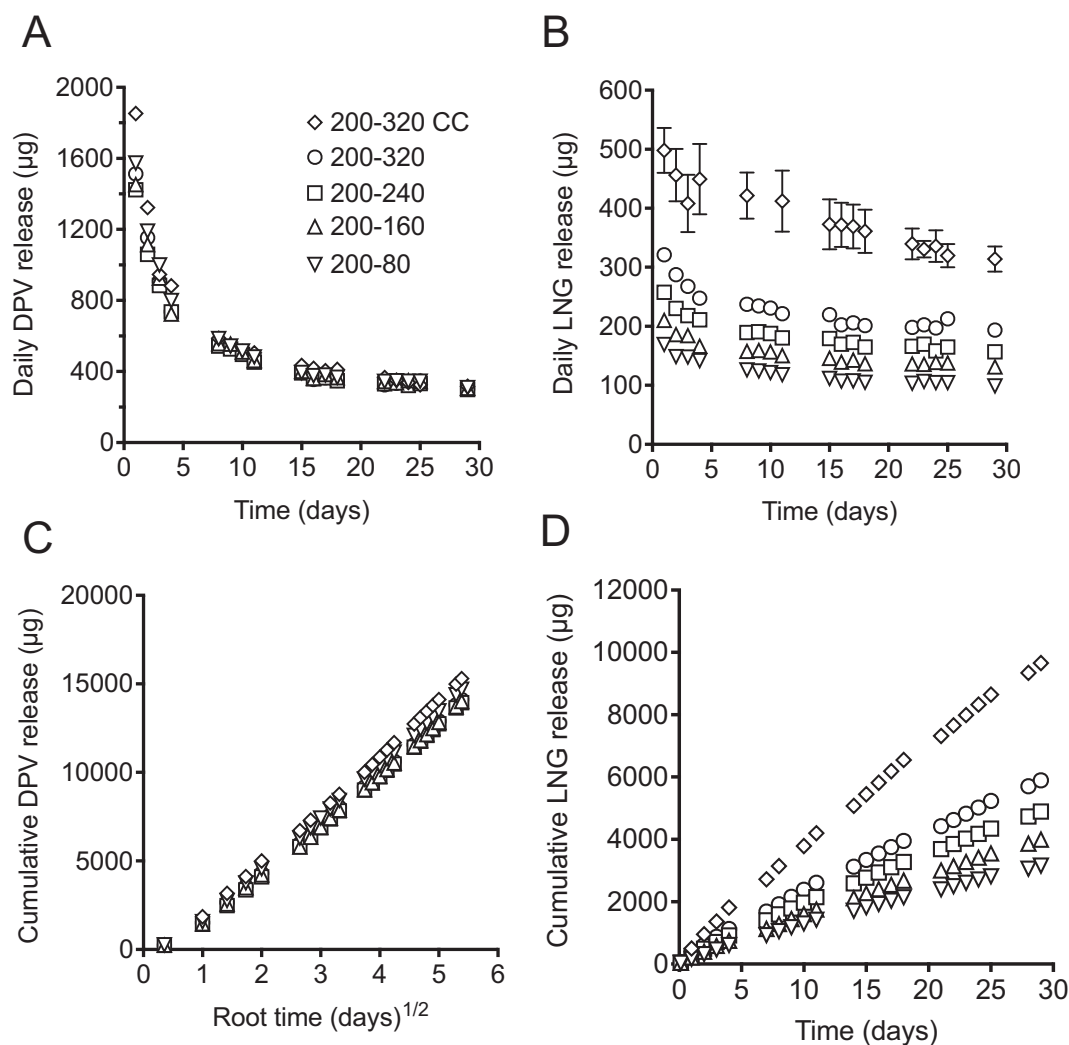 A
Daily DPV release (µg)
2000
1600
1200
800
400
0
0 5 10 15 20 25 30
Time (days)
200-320 CC
200-320
200-240
200-160
200-80
B
Daily LNG release (µg)
600
500
400
300
200
100
0
0 5 10 15 20 25 30
Time (days)
C
Cumulative DPV release (µg)
20000
15000
10000
5000
0
0 1 2 3 4 5 6
Root time (days)1/2
D
Cumulative LNG release (µg)
12000
10000
8000
6000
4000
2000
0
0 5 10 15 20 25 30
Time (days)